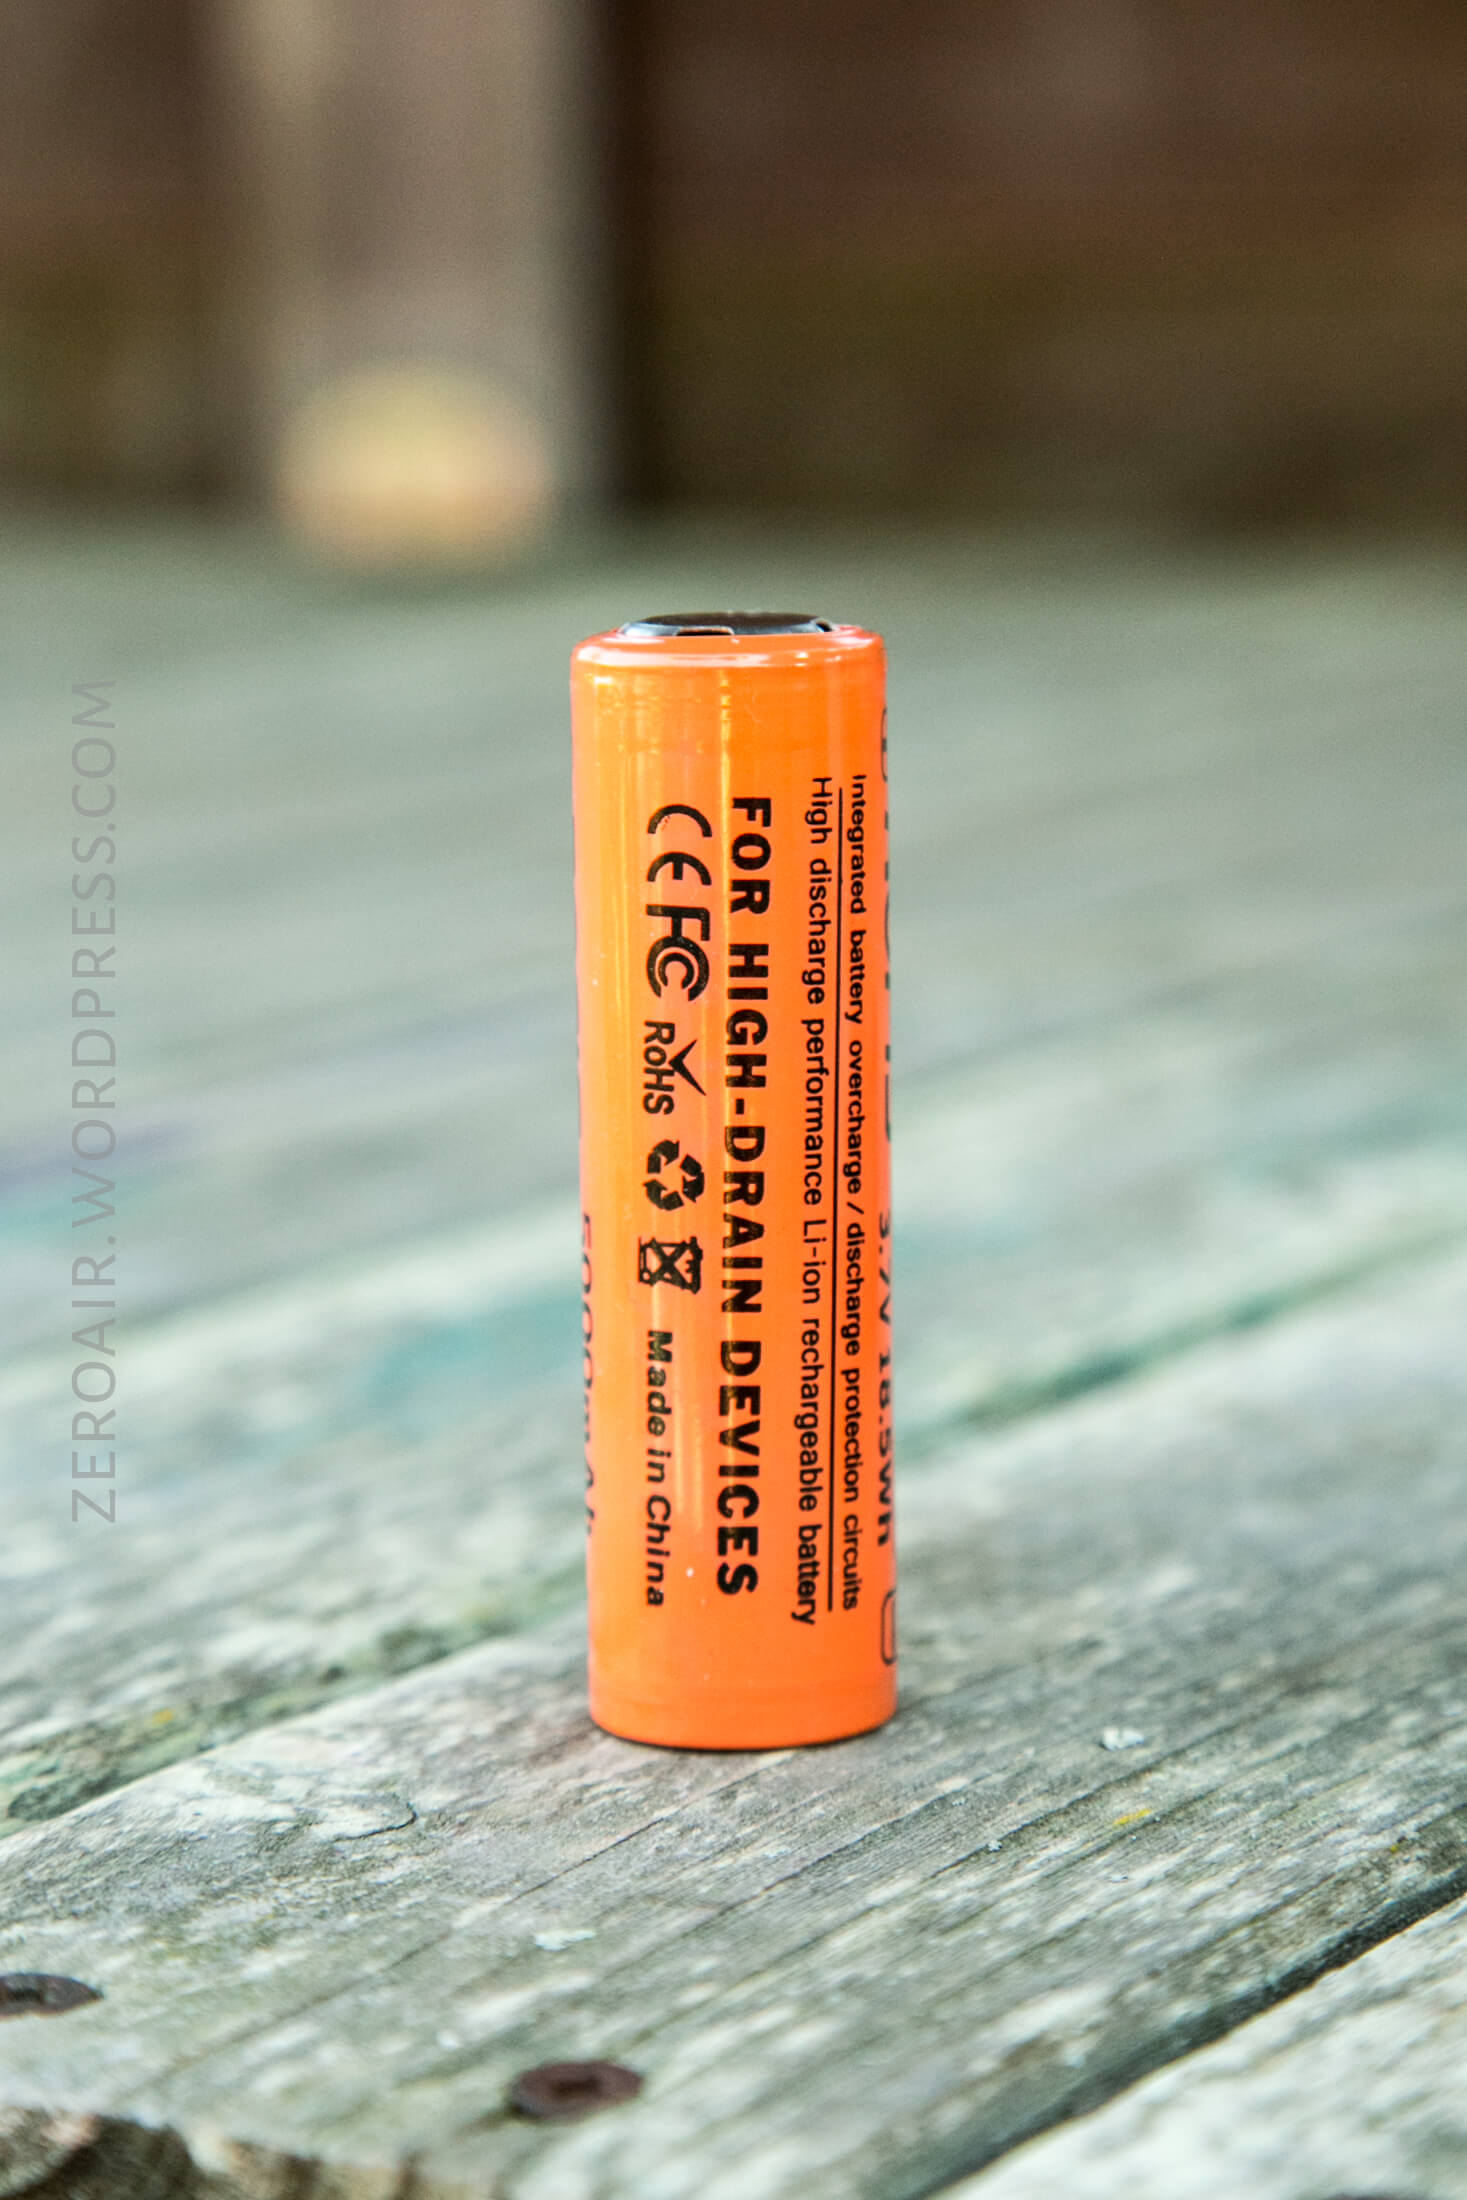 3.7V 18.5Wh
Integrated battery overcharge / discharge protection circuits
High discharge performance Li-ion rechargeable battery
FOR HIGH-DRAIN DEVICES
CE FC RoHS Made in China
ZEROAIR.WORDPRESS.COM